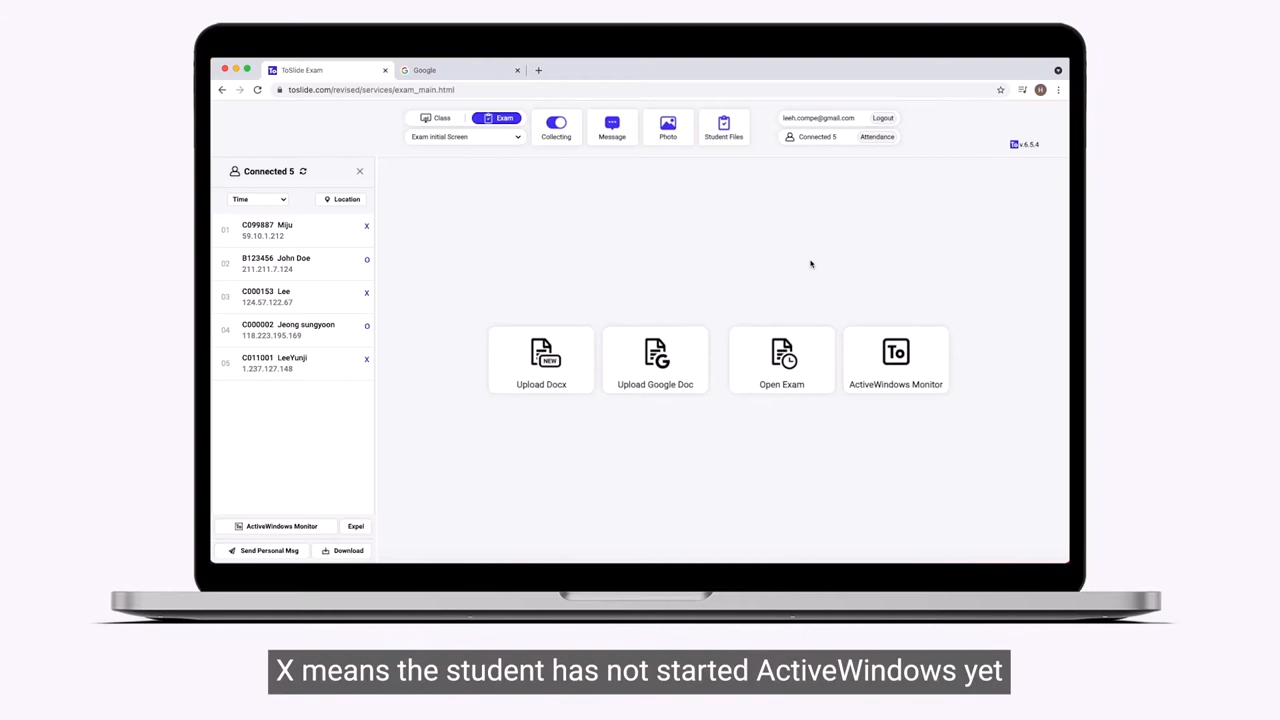 To ToSlide Exam
Google
toslide.com/revised/services/exam_main.html
H
Class
Exam
Exam initial Screen
Collecting
Message
Photo
Student Files
leeh.compe@gmail.com
Logout
Connected 5
Attendance
To v.6.5.4
Connected 5
Time
Location
01 C099887 Miju X
59.10.1.212
02 B123456 John Doe O
211.211.7.124
03 C000153 Lee X
124.57.122.67
04 C000002 Jeong sungyoon O
118.223.195.169
05 C011001 LeeYunji X
1.237.127.148
NEW
Upload Docx
G
Upload Google Doc
Open Exam
To
ActiveWindows Monitor
To ActiveWindows Monitor
Expel
Send Personal Msg
Download
X means the student has not started ActiveWindows yet